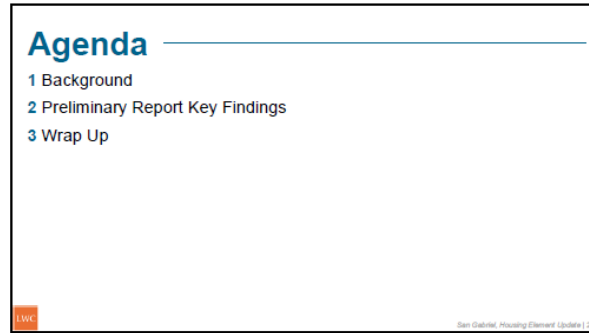 Agenda
1 Background
2 Preliminary Report Key Findings
3 Wrap Up
LWC
San Gabriel, Housing Element Update |